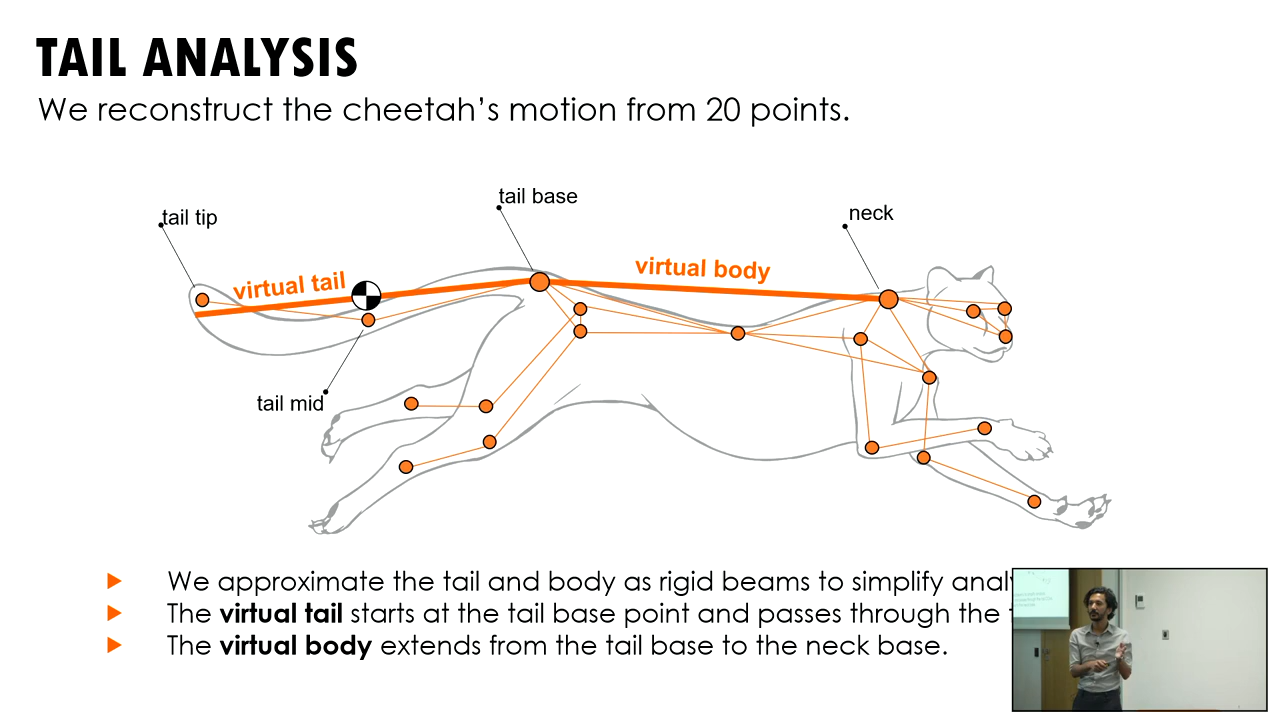 TAIL ANALYSIS
We reconstruct the cheetah's motion from 20 points.
tail tip
tail base
neck
virtual tail
virtual body
tail mid
We approximate the tail and body as rigid beams to simplify
The virtual tail starts at the tail base point and passes through the
The virtual body extends from the tail base to the neck base.